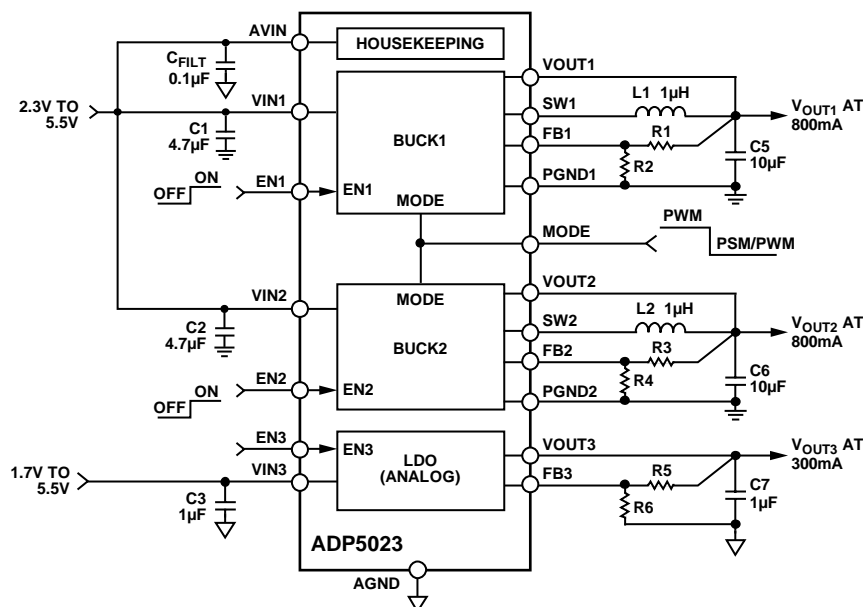 AVIN
HOUSEKEEPING
CFILT
0.1µF
VOUT1
L1 1µH
2.3V TO
5.5V
VIN1
SW1
VOUT1 AT
800mA
C1
4.7µF
BUCK1
FB1
R1
R2
C5
10µF
ON
OFF
EN1
EN1
PGND1
MODE
MODE
PWM
PSM/PWM
VIN2
MODE
VOUT2
L2 1µH
C2
4.7µF
BUCK2
SW2
VOUT2 AT
800mA
FB2
R3
R4
C6
10µF
ON
OFF
EN2
EN2
PGND2
EN3
EN3
LDO
(ANALOG)
VOUT3
VOUT3 AT
300mA
1.7V TO
5.5V
VIN3
FB3
R5
C3
1µF
R6
C7
1µF
ADP5023
AGND